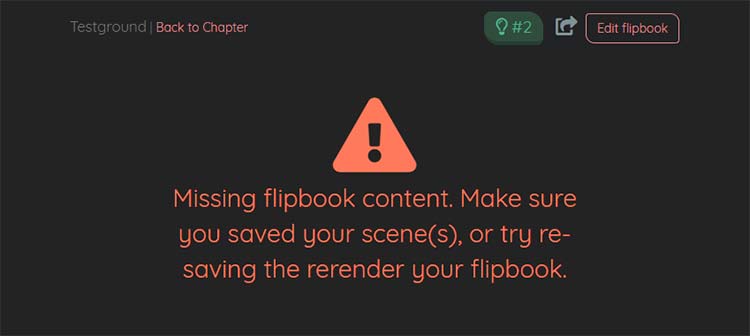 Testground | Back to Chapter #2 Edit flipbook
Missing flipbook content. Make sure
you saved your scene(s), or try re-
saving the rerender your flipbook.